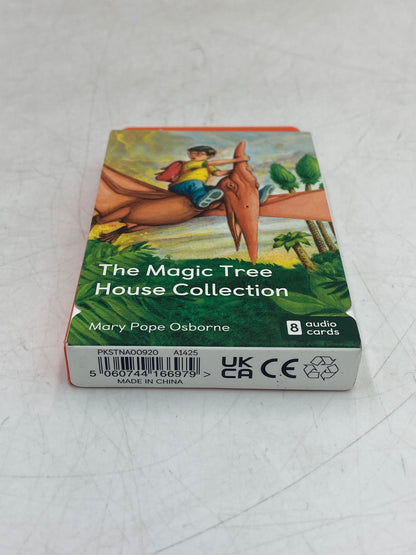 The Magic Tree
House Collection
Mary Pope Osborne
8 audio
cards
PKSTNA00920 A1425
5 060744 166979 >
MADE IN CHINA
UK
CA
CE